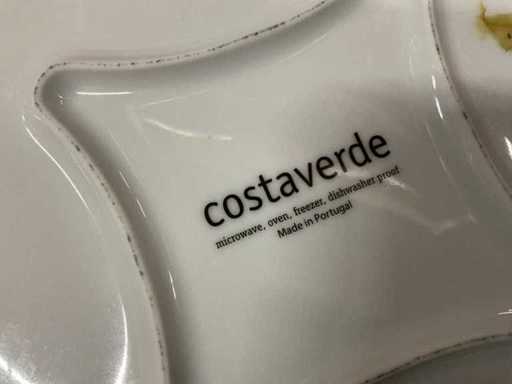 costaverde
microwave, oven, freezer, dishwasher proof
Made in Portugal